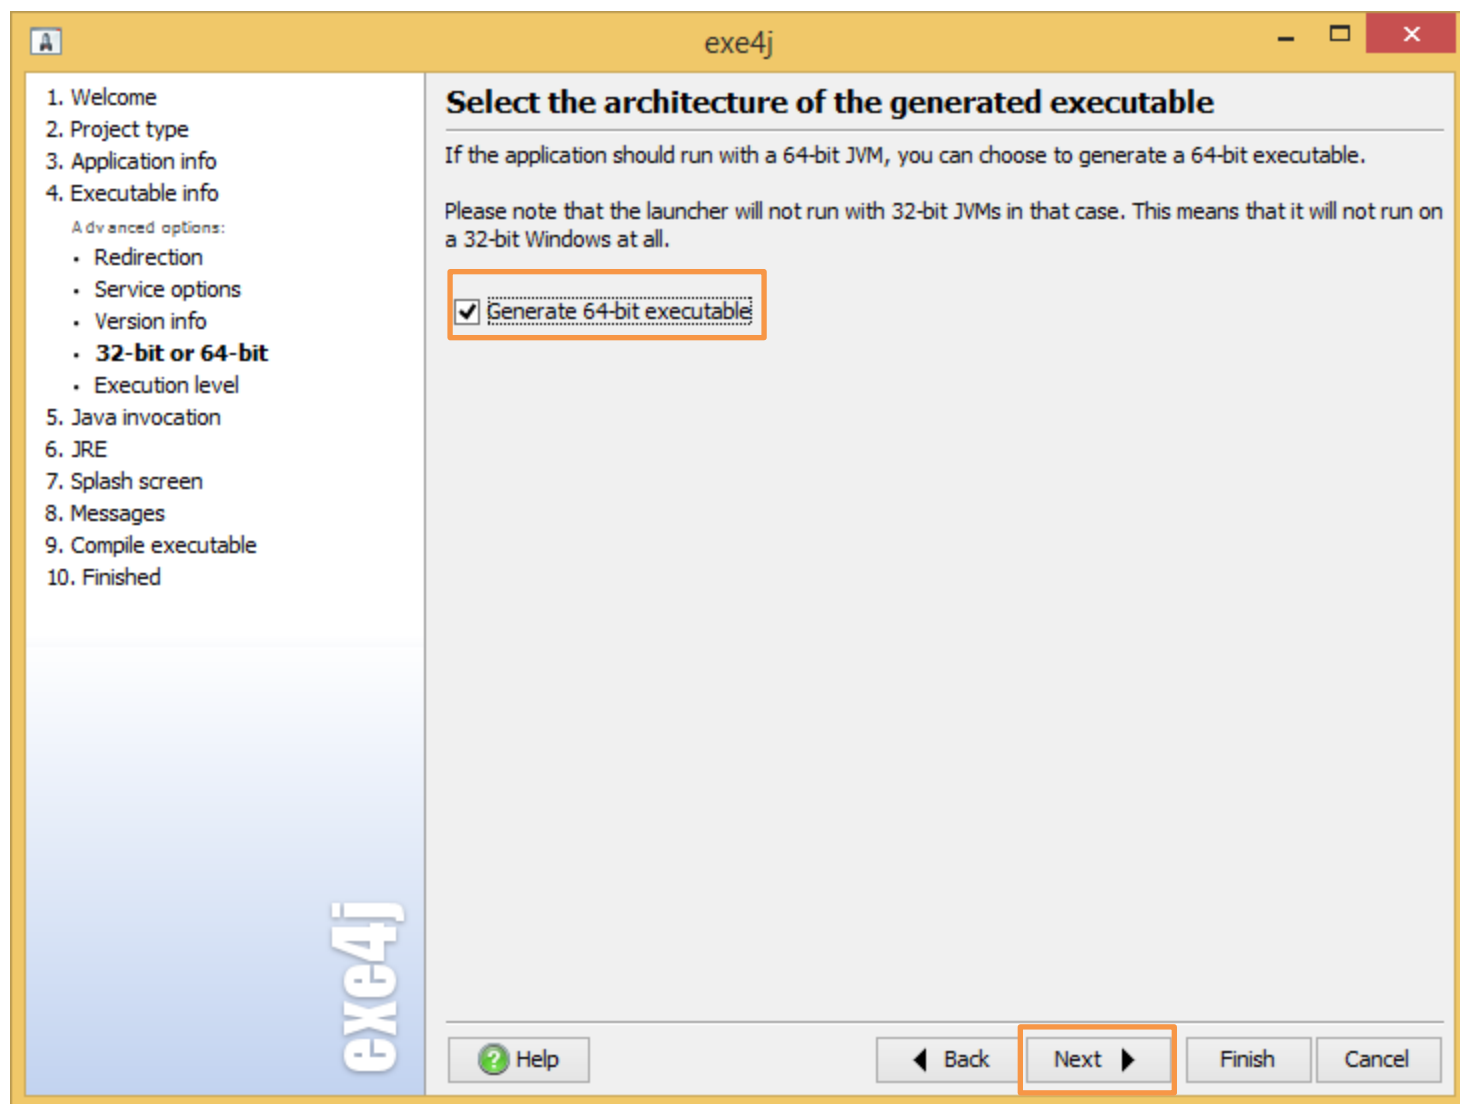 exe4j
1. Welcome
2. Project type
3. Application info
4. Executable info
Advanced options:
• Redirection
• Service options
• Version info
• 32-bit or 64-bit
• Execution level
5. Java invocation
6. JRE
7. Splash screen
8. Messages
9. Compile executable
10. Finished
exe4j
Select the architecture of the generated executable
If the application should run with a 64-bit JVM, you can choose to generate a 64-bit executable.
Please note that the launcher will not run with 32-bit JVMs in that case. This means that it will not run on
a 32-bit Windows at all.
Generate 64-bit executable
Help
Back
Next
Finish
Cancel